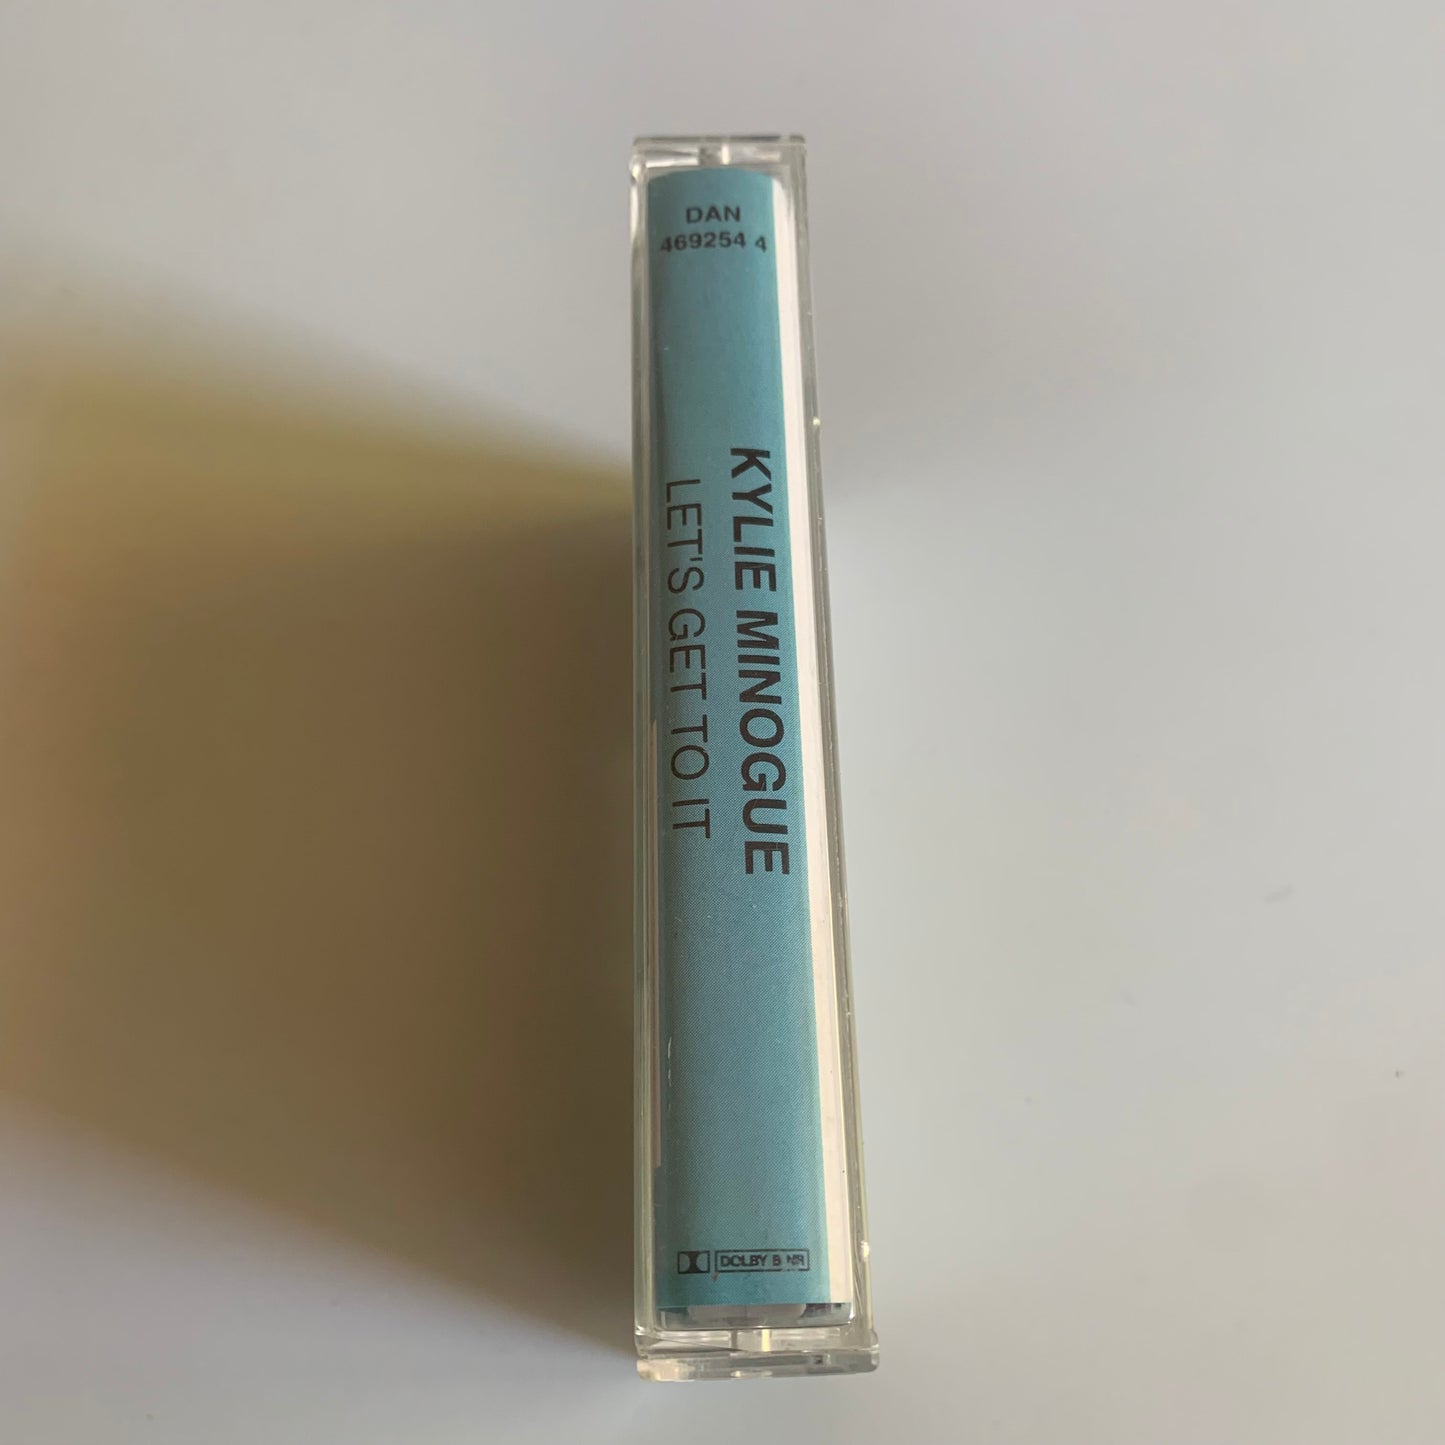 DAN
469254 4
KYLIE MINOGUE
LET'S GET TO IT
DOLBY B NR